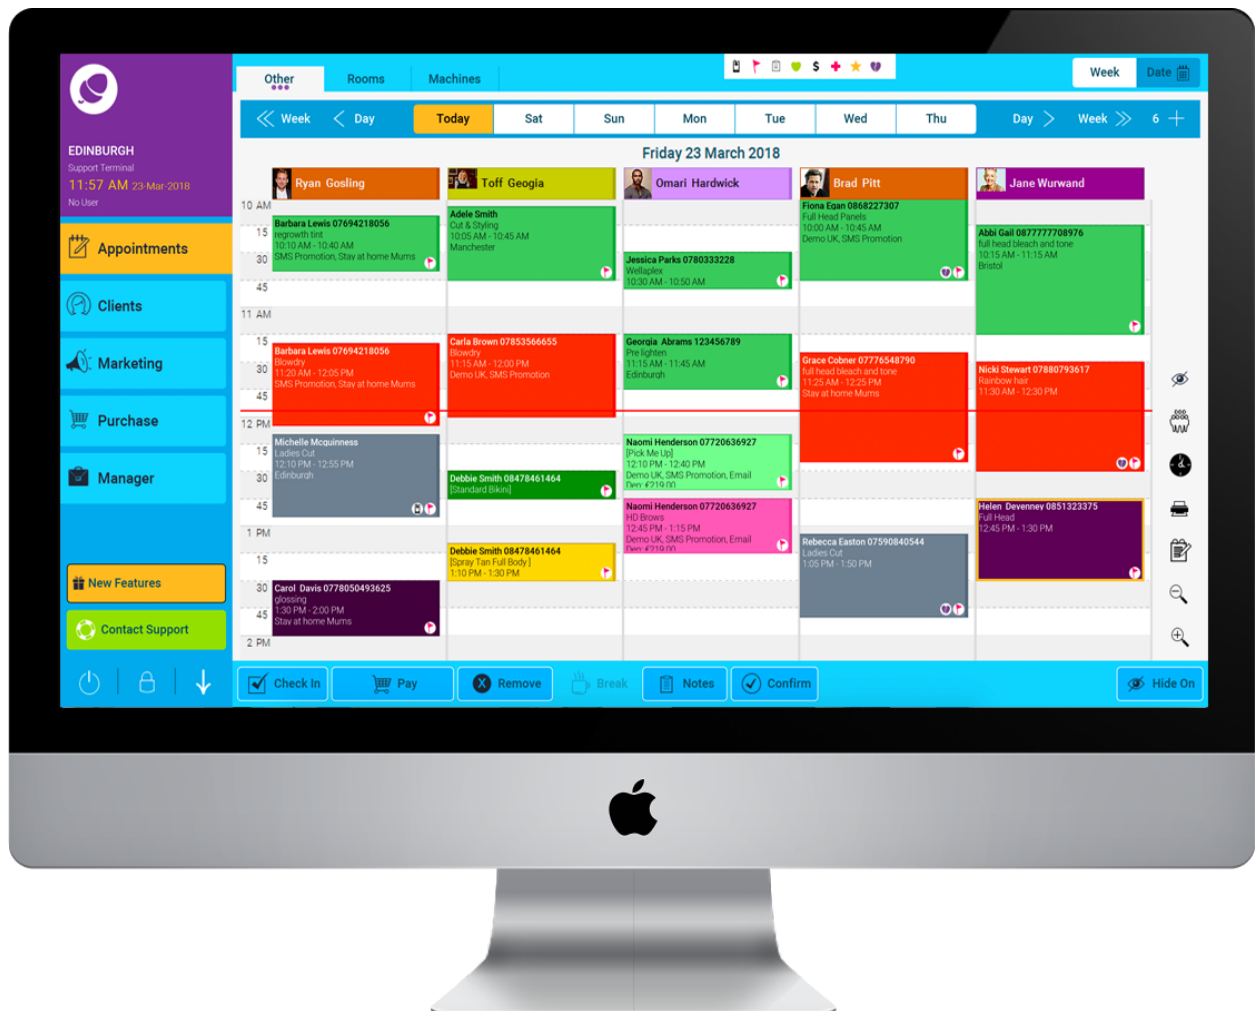 Other
Rooms
Machines
$
Week
Date
Week
Day
Today
Sat
Sun
Mon
Tue
Wed
Thu
Day
Week
6
EDINBURGH
Support Terminal
11:57 AM 23-Mar-2018
No User
Appointments
Clients
Marketing
Purchase
Manager
New Features
Contact Support
Friday 23 March 2018
Ryan Gosling
Toff Geogia
Omari Hardwick
Brad Pitt
Jane Wurwand
10 AM
15
30
45
11 AM
15
30
45
12 PM
15
30
45
1 PM
15
30
45
2 PM
Barbara Lewis 07694218056
regrowth tint
10:10 AM - 10:40 AM
SMS Promotion, Stay at home Mums
Barbara Lewis 07694218056
Blowdry
11:20 AM - 12:05 PM
SMS Promotion, Stay at home Mums
Michelle Mcguinness
Ladies Cut
12:10 PM - 12:55 PM
Edinburgh
Carol Davis 0778050493625
glossing
1:30 PM - 2:00 PM
Stay at home Mums
Adele Smith
Cut & Styling
10:05 AM - 10:45 AM
Manchester
Carla Brown 07853566655
Blowdry
11:15 AM - 12:00 PM
Demo UK, SMS Promotion
Debbie Smith 08478461464
[Standard Bikini]
Debbie Smith 08478461464
[Spray Tan Full Body ]
1:10 PM - 1:30 PM
Jessica Parks 0780333228
Wellaplex
10:30 AM - 10:50 AM
Georgia Abrams 123456789
Pre lighten
11:15 AM - 11:45 AM
Edinburgh
Naomi Henderson 07720636927
[Pick Me Up]
12:10 PM - 12:40 PM
Demo UK, SMS Promotion, Email
Dep: €219.00
Naomi Henderson 07720636927
HD Brows
12:45 PM - 1:15 PM
Demo UK, SMS Promotion, Email
Dep: €219.00
Fiona Egan 0868227307
Full Head Panels
10:00 AM - 10:45 AM
Demo UK, SMS Promotion
Grace Cobner 07776548790
full head bleach and tone
11:25 AM - 12:25 PM
Stay at home Mums
Rebecca Easton 07590840544
Ladies Cut
1:05 PM - 1:50 PM
Abbi Gail 0877777708976
full head bleach and tone
10:15 AM - 11:15 AM
Bristol
Nicki Stewart 07880793617
Rainbow hair
11:30 AM - 12:30 PM
Helen Devenney 0851323375
Full Head
12:45 PM - 1:30 PM
Check In
Pay
X
Remove
Break
Notes
Confirm
Hide On